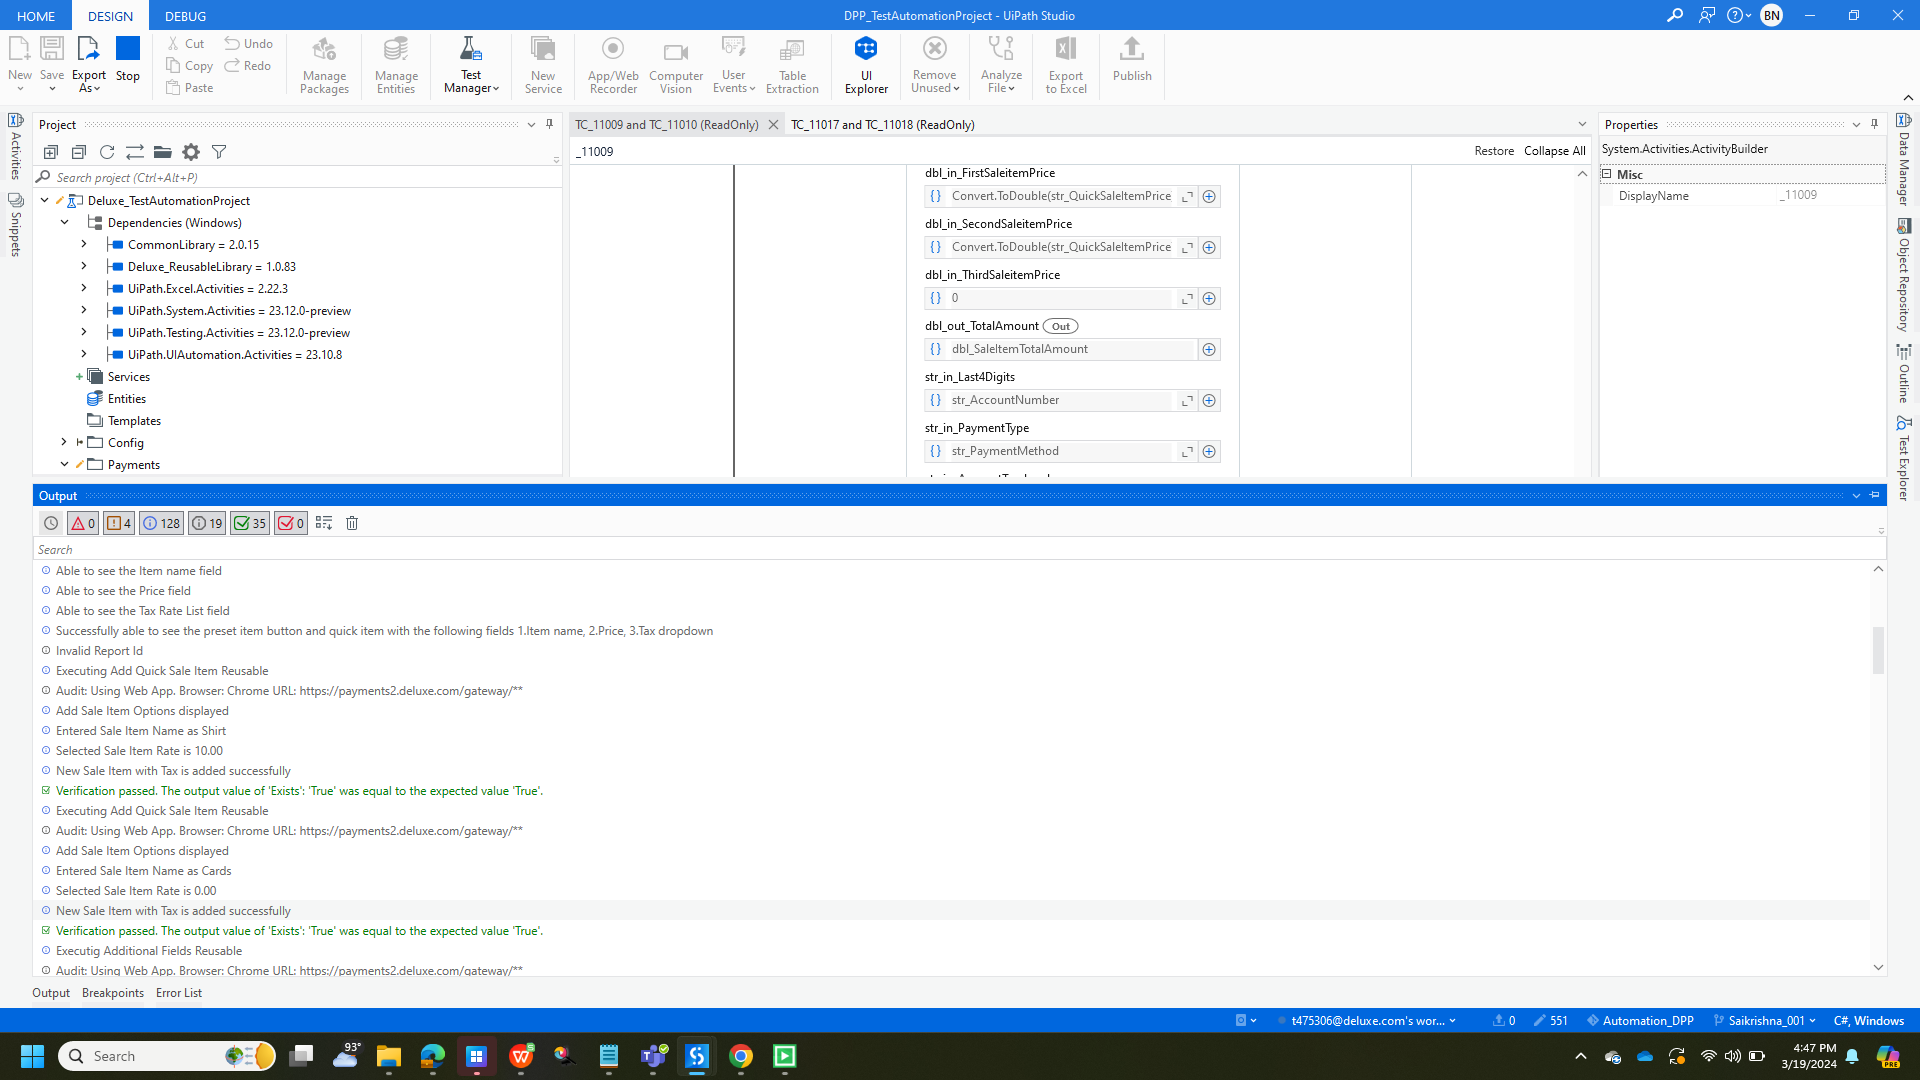 HOME
DESIGN
DEBUG
DPP_TestAutomationProject - UiPath Studio
BN
New
Save
Export As
Stop
Cut
Copy
Paste
Undo
Redo
Manage Packages
Manage Entities
Test Manager
New Service
App/Web Recorder
Computer Vision
User Events
Table Extraction
UI Explorer
Remove Unused
Analyze File
Export to Excel
Publish
Activities
Snippets
Project
Search project (Ctrl+Alt+P)
Deluxe_TestAutomationProject
Dependencies (Windows)
CommonLibrary = 2.0.15
Deluxe_ReusableLibrary = 1.0.83
UiPath.Excel.Activities = 2.22.3
UiPath.System.Activities = 23.12.0-preview
UiPath.Testing.Activities = 23.12.0-preview
UiPath.UIAutomation.Activities = 23.10.8
Services
Entities
Templates
Config
Payments
TC_11009 and TC_11010 (ReadOnly)
TC_11017 and TC_11018 (ReadOnly)
_11009
Restore
Collapse All
dbl_in_FirstSaleitemPrice
Convert.ToDouble(str_QuickSaleItemPrice
dbl_in_SecondSaleitemPrice
Convert.ToDouble(str_QuickSaleItemPrice
dbl_in_ThirdSaleitemPrice
0
dbl_out_TotalAmount Out
dbl_SaleItemTotalAmount
str_in_Last4Digits
str_AccountNumber
str_in_PaymentType
str_PaymentMethod
Properties
System.Activities.ActivityBuilder
Misc
DisplayName
_11009
Data Manager
Object Repository
Outline
Test Explorer
Output
0
4
128
19
35
0
Search
Able to see the Item name field
Able to see the Price field
Able to see the Tax Rate List field
Successfully able to see the preset item button and quick item with the following fields 1.Item name, 2.Price, 3.Tax dropdown
Invalid Report Id
Executing Add Quick Sale Item Reusable
Audit: Using Web App. Browser: Chrome URL: https://payments2.deluxe.com/gateway/**
Add Sale Item Options displayed
Entered Sale Item Name as Shirt
Selected Sale Item Rate is 10.00
New Sale Item with Tax is added successfully
Verification passed. The output value of 'Exists': 'True' was equal to the expected value 'True'.
Executing Add Quick Sale Item Reusable
Audit: Using Web App. Browser: Chrome URL: https://payments2.deluxe.com/gateway/**
Add Sale Item Options displayed
Entered Sale Item Name as Cards
Selected Sale Item Rate is 0.00
New Sale Item with Tax is added successfully
Verification passed. The output value of 'Exists': 'True' was equal to the expected value 'True'.
Executig Additional Fields Reusable
Audit: Using Web App. Browser: Chrome URL: https://payments2.deluxe.com/gateway/**
Output
Breakpoints
Error List
t475306@deluxe.com's wor...
0
551
Automation_DPP
Saikrishna_001
C#, Windows
Search
93°
4:47 PM
3/19/2024
PRE